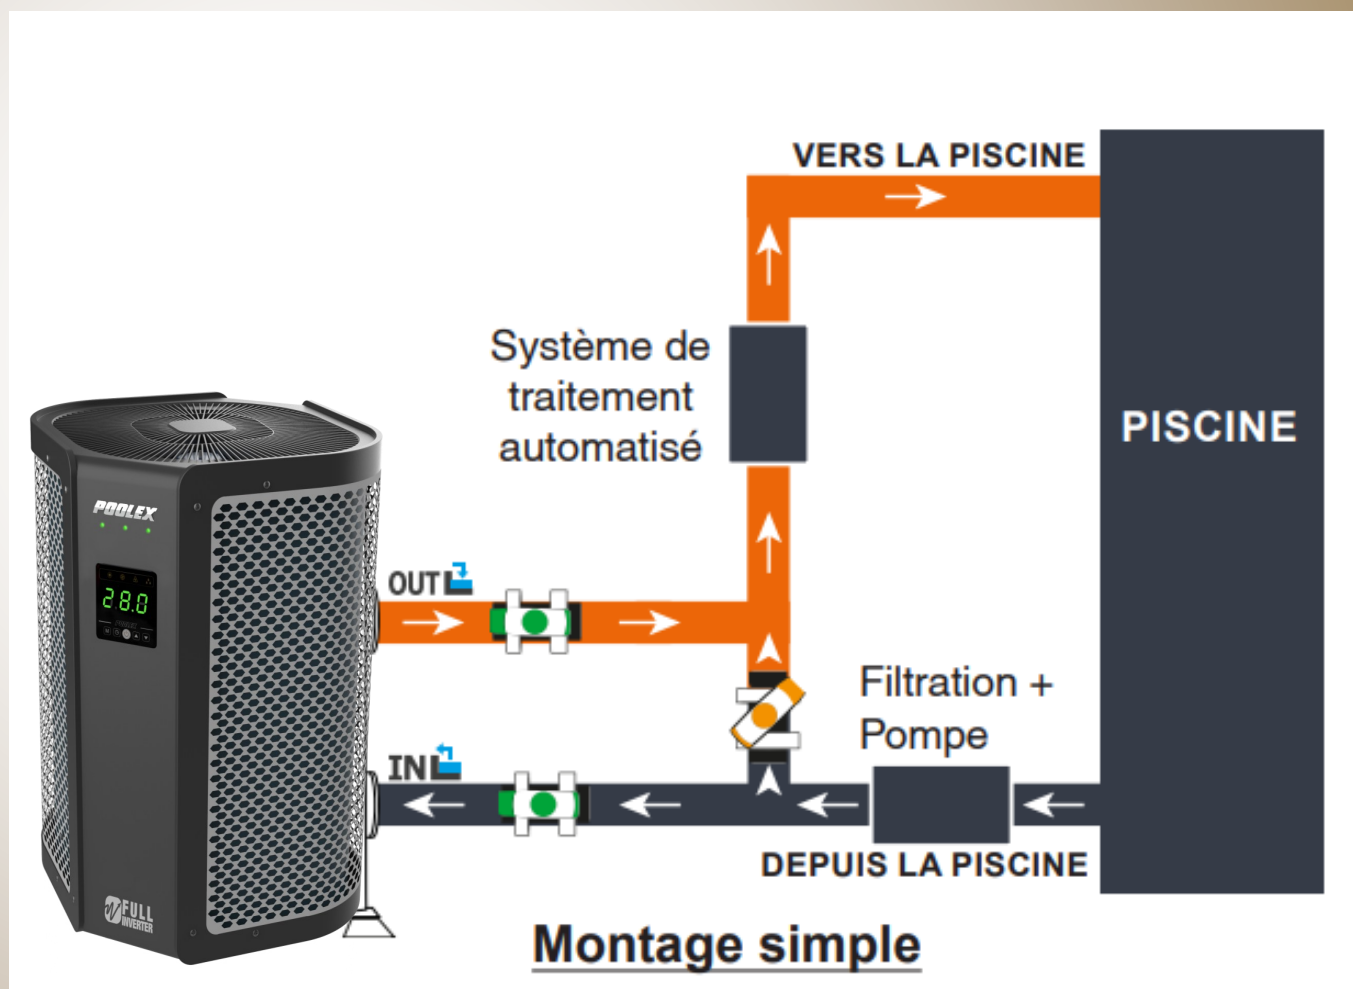 VERS LA PISCINE
Système de
traitement
automatisé
PISCINE
POOLEX
28.0
OUT
Filtration +
Pompe
IN
DEPUIS LA PISCINE
FULL
INVERTER
Montage simple